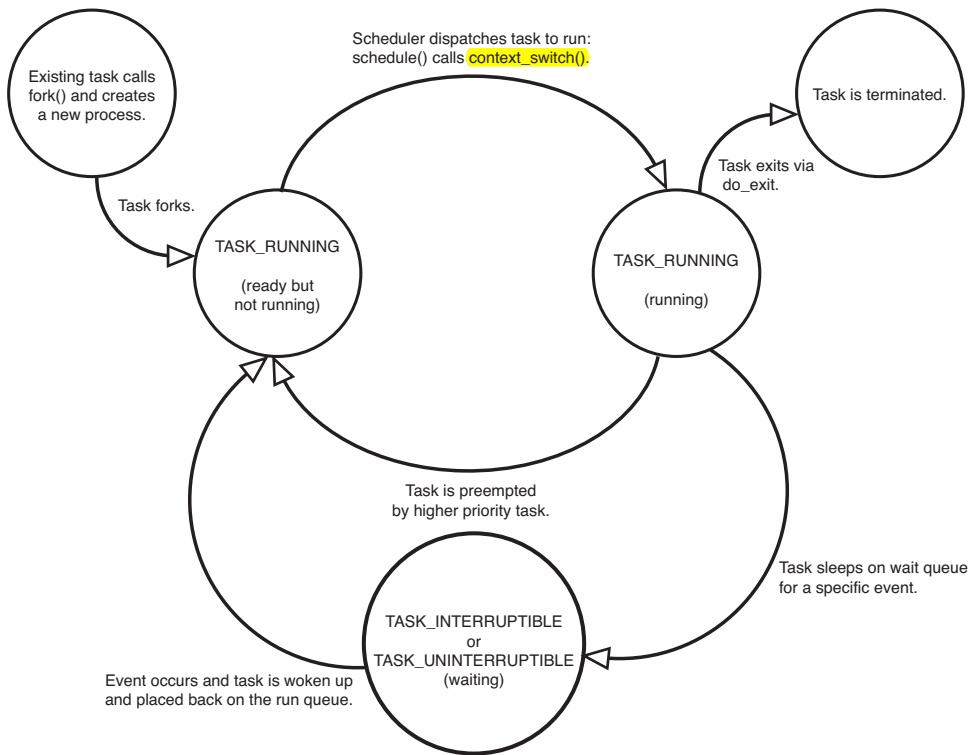 Scheduler dispatches task to run:
schedule() calls context_switch().
Existing task calls
fork() and creates
a new process.
Task is terminated.
Task exits via
do_exit.
Task forks.
TASK_RUNNING
(ready but
not running)
TASK_RUNNING
(running)
Task is preempted
by higher priority task.
Task sleeps on wait queue
for a specific event.
TASK_INTERRUPTIBLE
or
TASK_UNINTERRUPTIBLE
(waiting)
Event occurs and task is woken up
and placed back on the run queue.